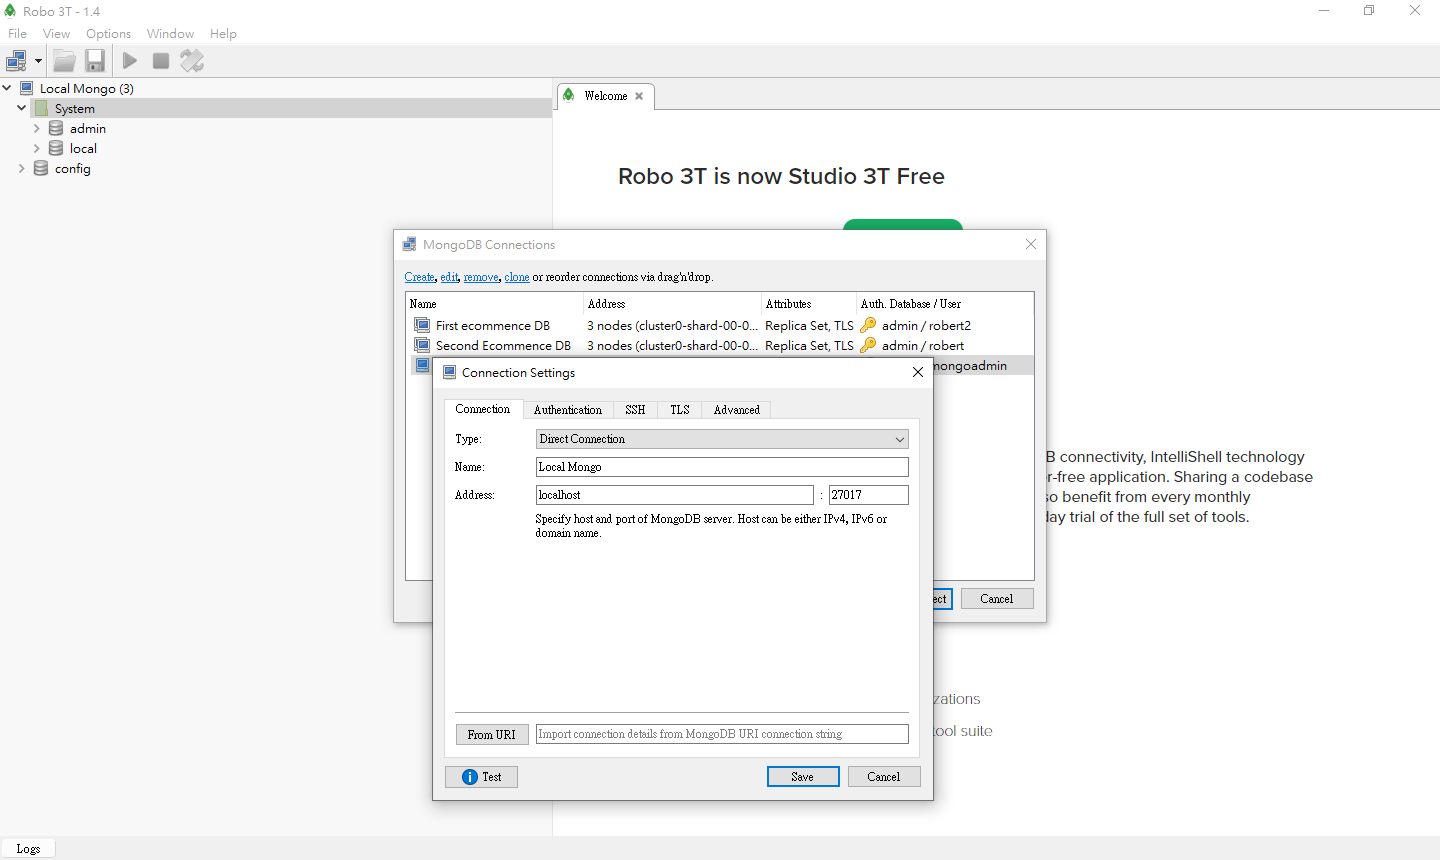 Robo 3T - 1.4
File View Options Window Help
Local Mongo (3)
System
admin
local
config
Welcome
Robo 3T is now Studio 3T Free
MongoDB Connections
Create, edit, remove, clone or reorder connections via drag'n'drop.
Name Address Attributes Auth. Database / User
First ecommence DB 3 nodes (cluster0-shard-00-0... Replica Set, TLS admin / robert2
Second Ecommence DB 3 nodes (cluster0-shard-00-0... Replica Set, TLS admin / robert
mongoadmin
Connection Settings
Connection Authentication SSH TLS Advanced
Type: Direct Connection
Name: Local Mongo
Address: localhost : 27017
Specify host and port of MongoDB server. Host can be either IPv4, IPv6 or
domain name.
B connectivity, IntelliShell technology
r-free application. Sharing a codebase
so benefit from every monthly
day trial of the full set of tools.
ect Cancel
zations
tool suite
From URI Import connection details from MongoDB URI connection string
Test Save Cancel
Logs